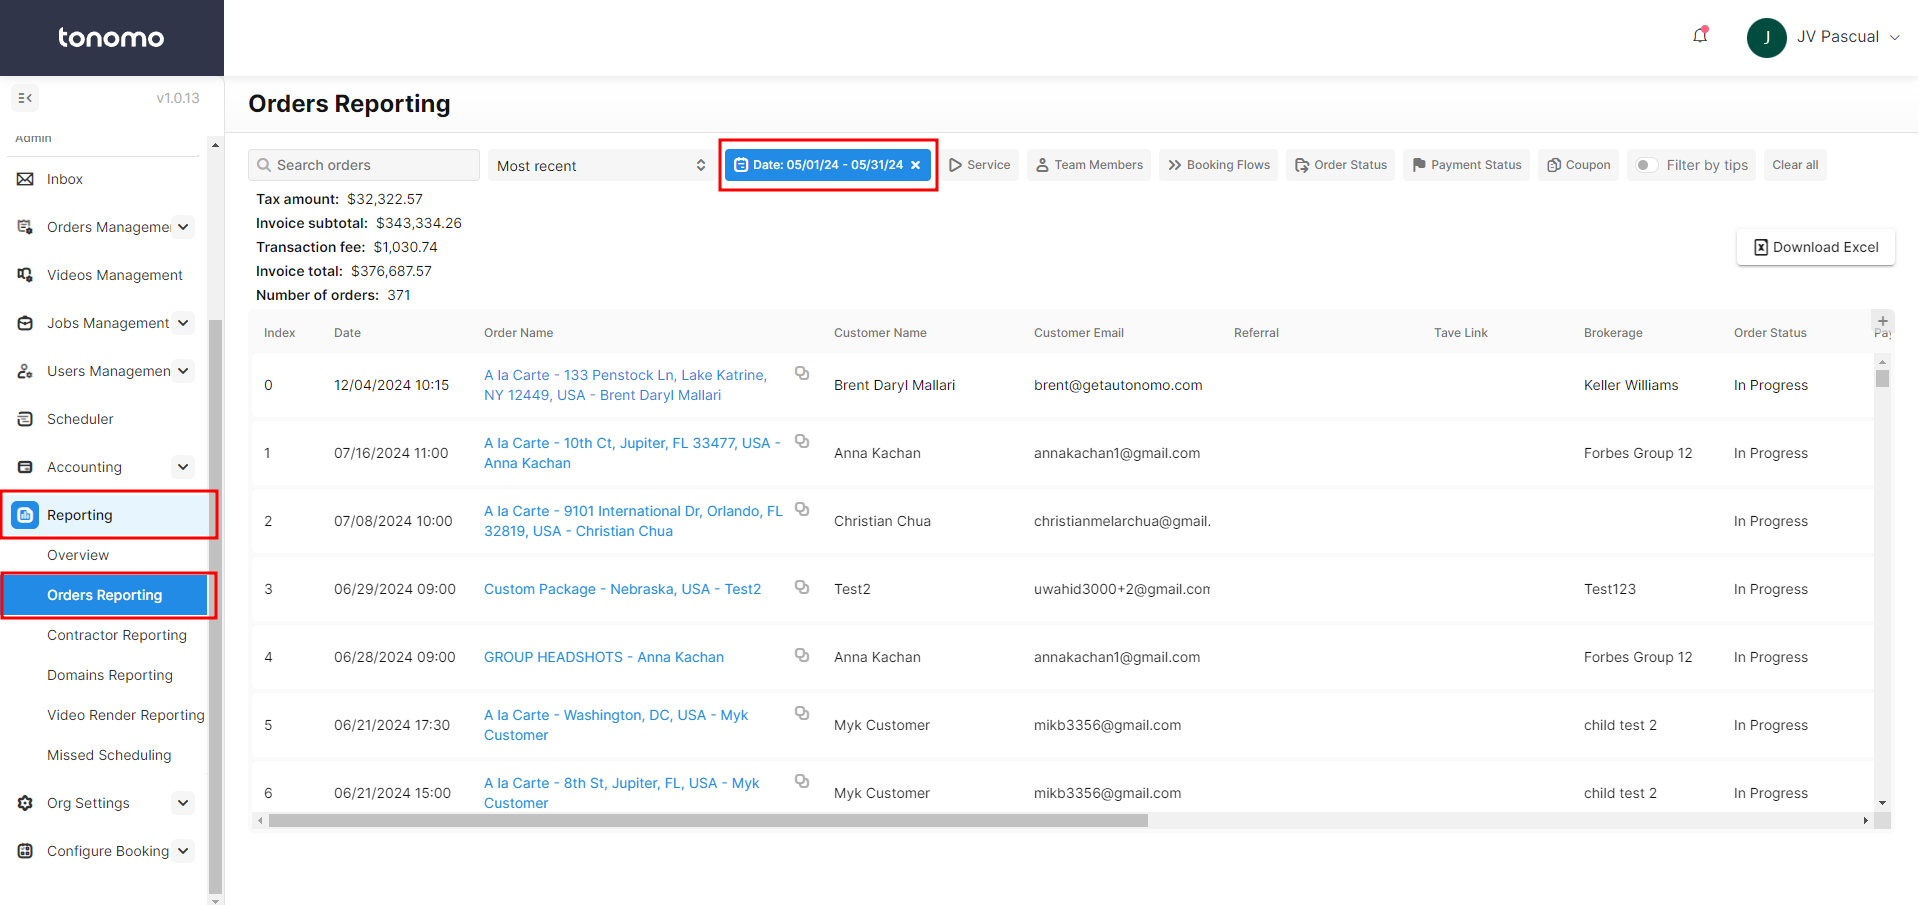 tonomo
J
JV Pascual
v1.0.13
Orders Reporting
Admin
Inbox
Orders Managemer
Videos Management
Jobs Management
Users Managemen
Scheduler
Accounting
Reporting
Overview
Orders Reporting
Contractor Reporting
Domains Reporting
Video Render Reporting
Missed Scheduling
Org Settings
Configure Booking
Search orders
Most recent
Date: 05/01/24 - 05/31/24
Service
Team Members
Booking Flows
Order Status
Payment Status
Coupon
Filter by tips
Clear all
Tax amount: $32,322.57
Invoice subtotal: $343,334.26
Transaction fee: $1,030.74
Invoice total: $376,687.57
Number of orders: 371
Download Excel
Index Date Order Name Customer Name Customer Email Referral Tave Link Brokerage Order Status Pay
0 12/04/2024 10:15 A la Carte - 133 Penstock Ln, Lake Katrine,
NY 12449, USA - Brent Daryl Mallari
Brent Daryl Mallari brent@getautonomo.com Keller Williams In Progress
1 07/16/2024 11:00 A la Carte - 10th Ct, Jupiter, FL 33477, USA -
Anna Kachan
Anna Kachan annakachan1@gmail.com Forbes Group 12 In Progress
2 07/08/2024 10:00 A la Carte - 9101 International Dr, Orlando, FL
32819, USA - Christian Chua
Christian Chua christianmelarchua@gmail. In Progress
3 06/29/2024 09:00 Custom Package - Nebraska, USA - Test2 Test2 uwahid3000+2@gmail.com Test123 In Progress
4 06/28/2024 09:00 GROUP HEADSHOTS - Anna Kachan Anna Kachan annakachan1@gmail.com Forbes Group 12 In Progress
5 06/21/2024 17:30 A la Carte - Washington, DC, USA - Myk
Customer
Myk Customer mikb3356@gmail.com child test 2 In Progress
6 06/21/2024 15:00 A la Carte - 8th St, Jupiter, FL, USA - Myk
Customer
Myk Customer mikb3356@gmail.com child test 2 In Progress